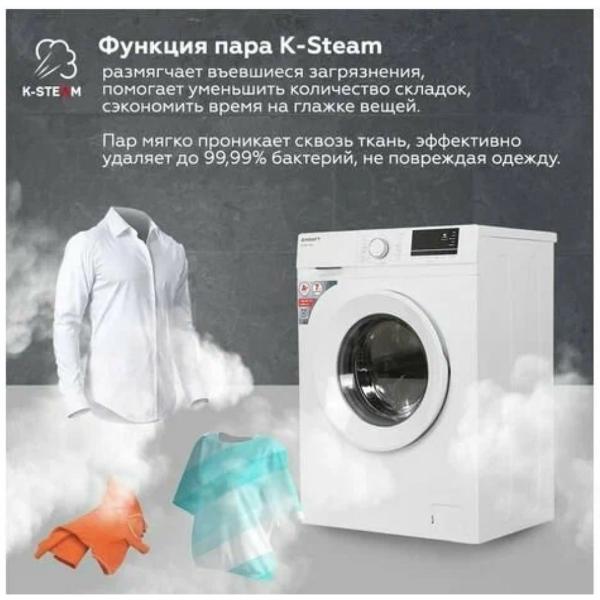 Функция пара K-Steam
K-STEAM
размягчает въевшиеся загрязнения,
помогает уменьшить количество складок,
сэкономить время на глажке вещей.
Пар мягко проникает сквозь ткань, эффективно
удаляет до 99,99% бактерий, не повреждая одежду.